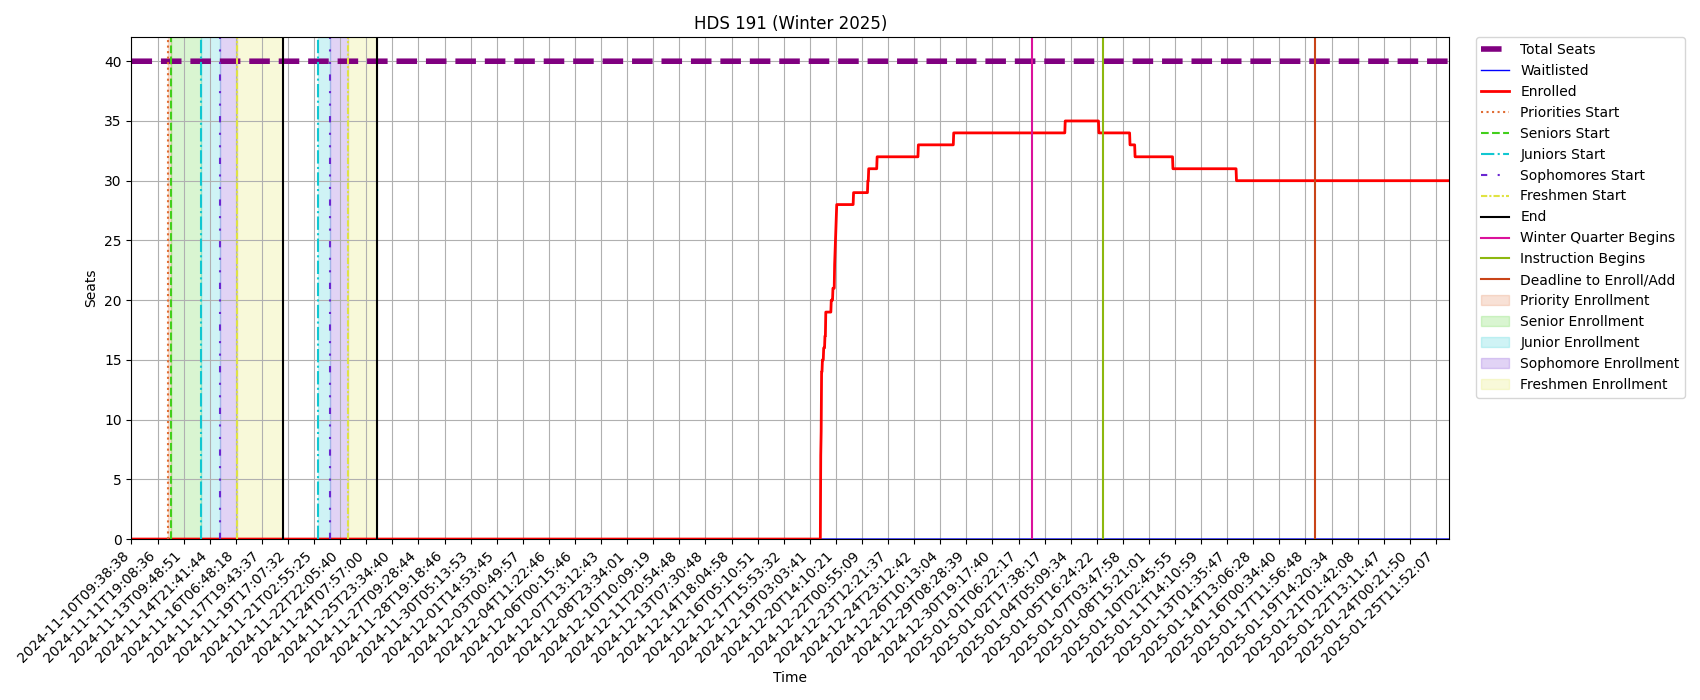 HDS 191 (Winter 2025)
Seats
40
35
30
25
20
15
10
5
0
2024-11-10T09:38:38
2024-11-11T19:08:36
2024-11-13T09:48:51
2024-11-14T21:41:44
2024-11-16T06:48:18
2024-11-17T19:43:37
2024-11-19T17:07:32
2024-11-21T02:55:25
2024-11-22T22:05:40
2024-11-24T07:57:00
2024-11-25T23:34:40
2024-11-27T09:28:44
2024-11-28T19:18:46
2024-11-30T05:13:53
2024-12-01T14:53:45
2024-12-03T00:49:57
2024-12-04T11:22:46
2024-12-06T00:15:46
2024-12-07T13:12:43
2024-12-08T23:34:01
2024-12-10T10:09:19
2024-12-11T20:54:48
2024-12-13T07:30:48
2024-12-14T18:04:58
2024-12-16T05:10:51
2024-12-17T15:53:32
2024-12-19T03:03:41
2024-12-20T14:10:21
2024-12-22T00:55:09
2024-12-23T12:21:37
2024-12-24T23:12:42
2024-12-26T10:13:04
2024-12-29T08:28:39
2024-12-30T19:17:40
2025-01-01T06:22:17
2025-01-02T17:38:17
2025-01-04T05:09:34
2025-01-05T16:24:22
2025-01-07T03:47:58
2025-01-08T15:21:01
2025-01-10T02:45:55
2025-01-11T14:10:59
2025-01-13T01:35:47
2025-01-14T13:06:28
2025-01-16T00:34:40
2025-01-17T11:56:48
2025-01-19T14:20:34
2025-01-21T01:42:08
2025-01-22T13:11:47
2025-01-24T00:21:50
2025-01-25T11:52:07
Time
Total Seats
Waitlisted
Enrolled
Priorities Start
Seniors Start
Juniors Start
Sophomores Start
Freshmen Start
End
Winter Quarter Begins
Instruction Begins
Deadline to Enroll/Add
Priority Enrollment
Senior Enrollment
Junior Enrollment
Sophomore Enrollment
Freshmen Enrollment